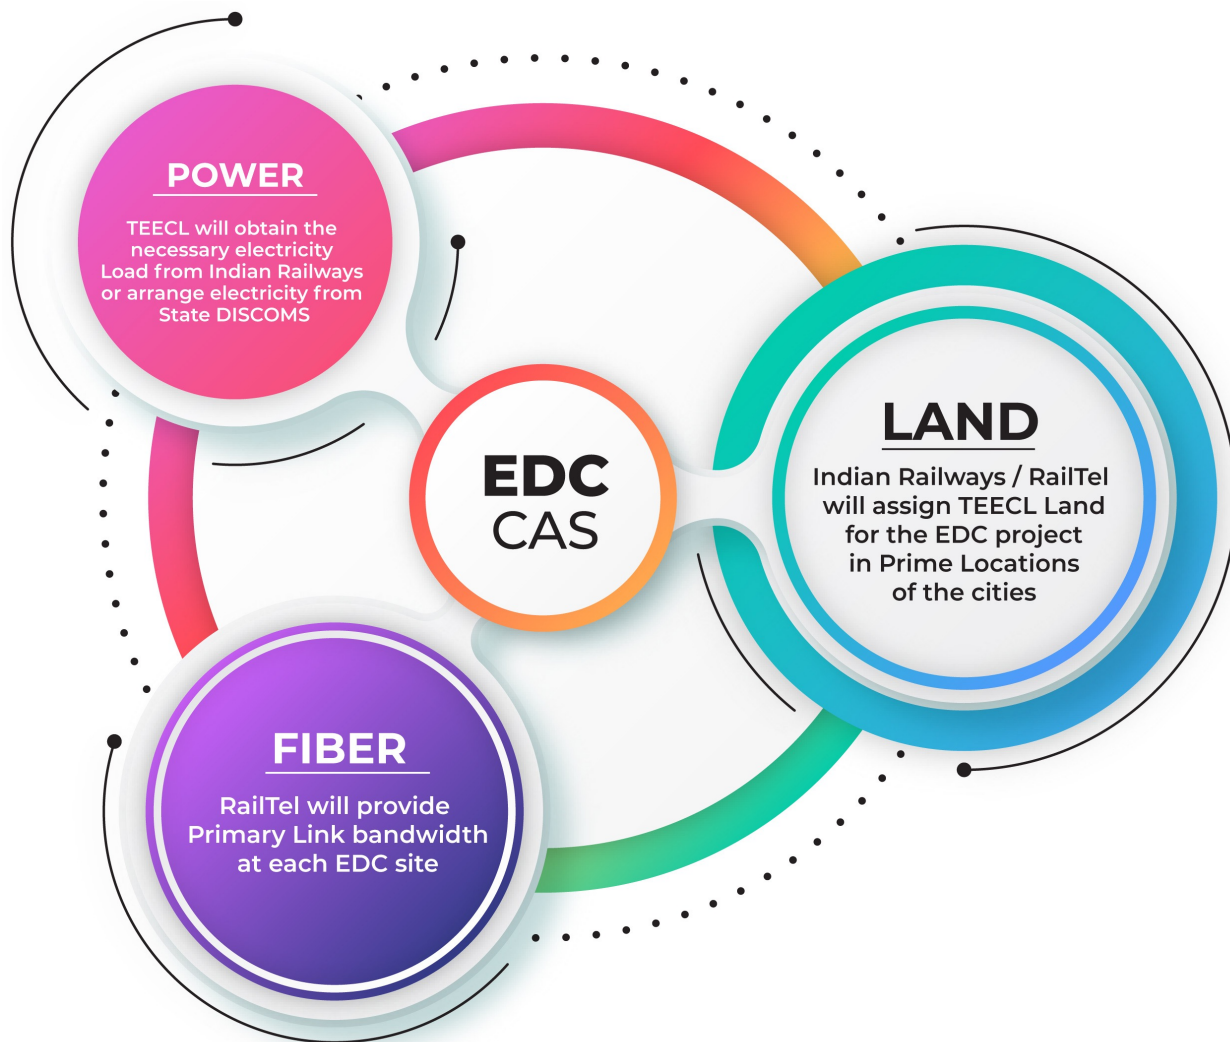 POWER
TEECL will obtain the
necessary electricity
Load from Indian Railways
or arrange electricity from
State DISCOMS
EDC
CAS
LAND
Indian Railways / RailTel
will assign TEECL Land
for the EDC project
in Prime Locations
of the cities
FIBER
RailTel will provide
Primary Link bandwidth
at each EDC site